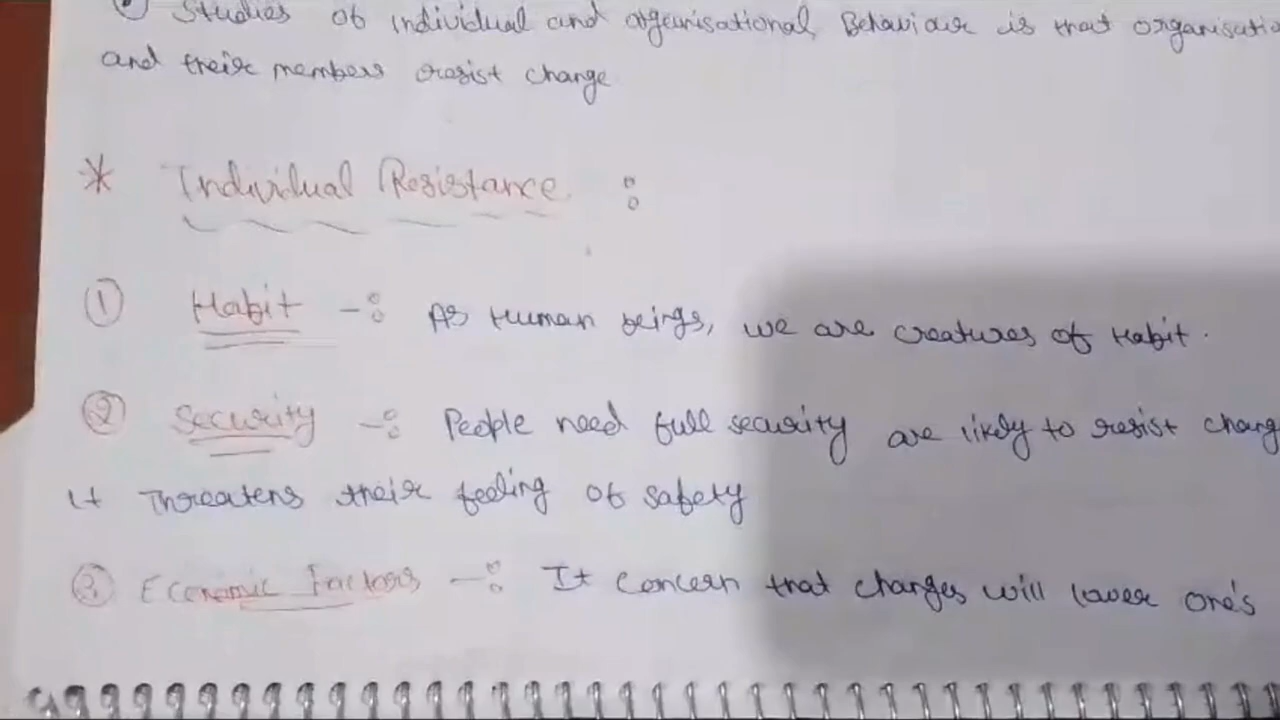 Studies of individual and orgeunisational Behaviour is that organisatio
and their members resist change
* Individual Resistance :
① Habit -: As Human beings, we are creatures of Habit.
② Security -: People need full security are likely to resist chang
It Threatens their feeling of safety
③ Economic Factors -: It concern that changes will lower one's